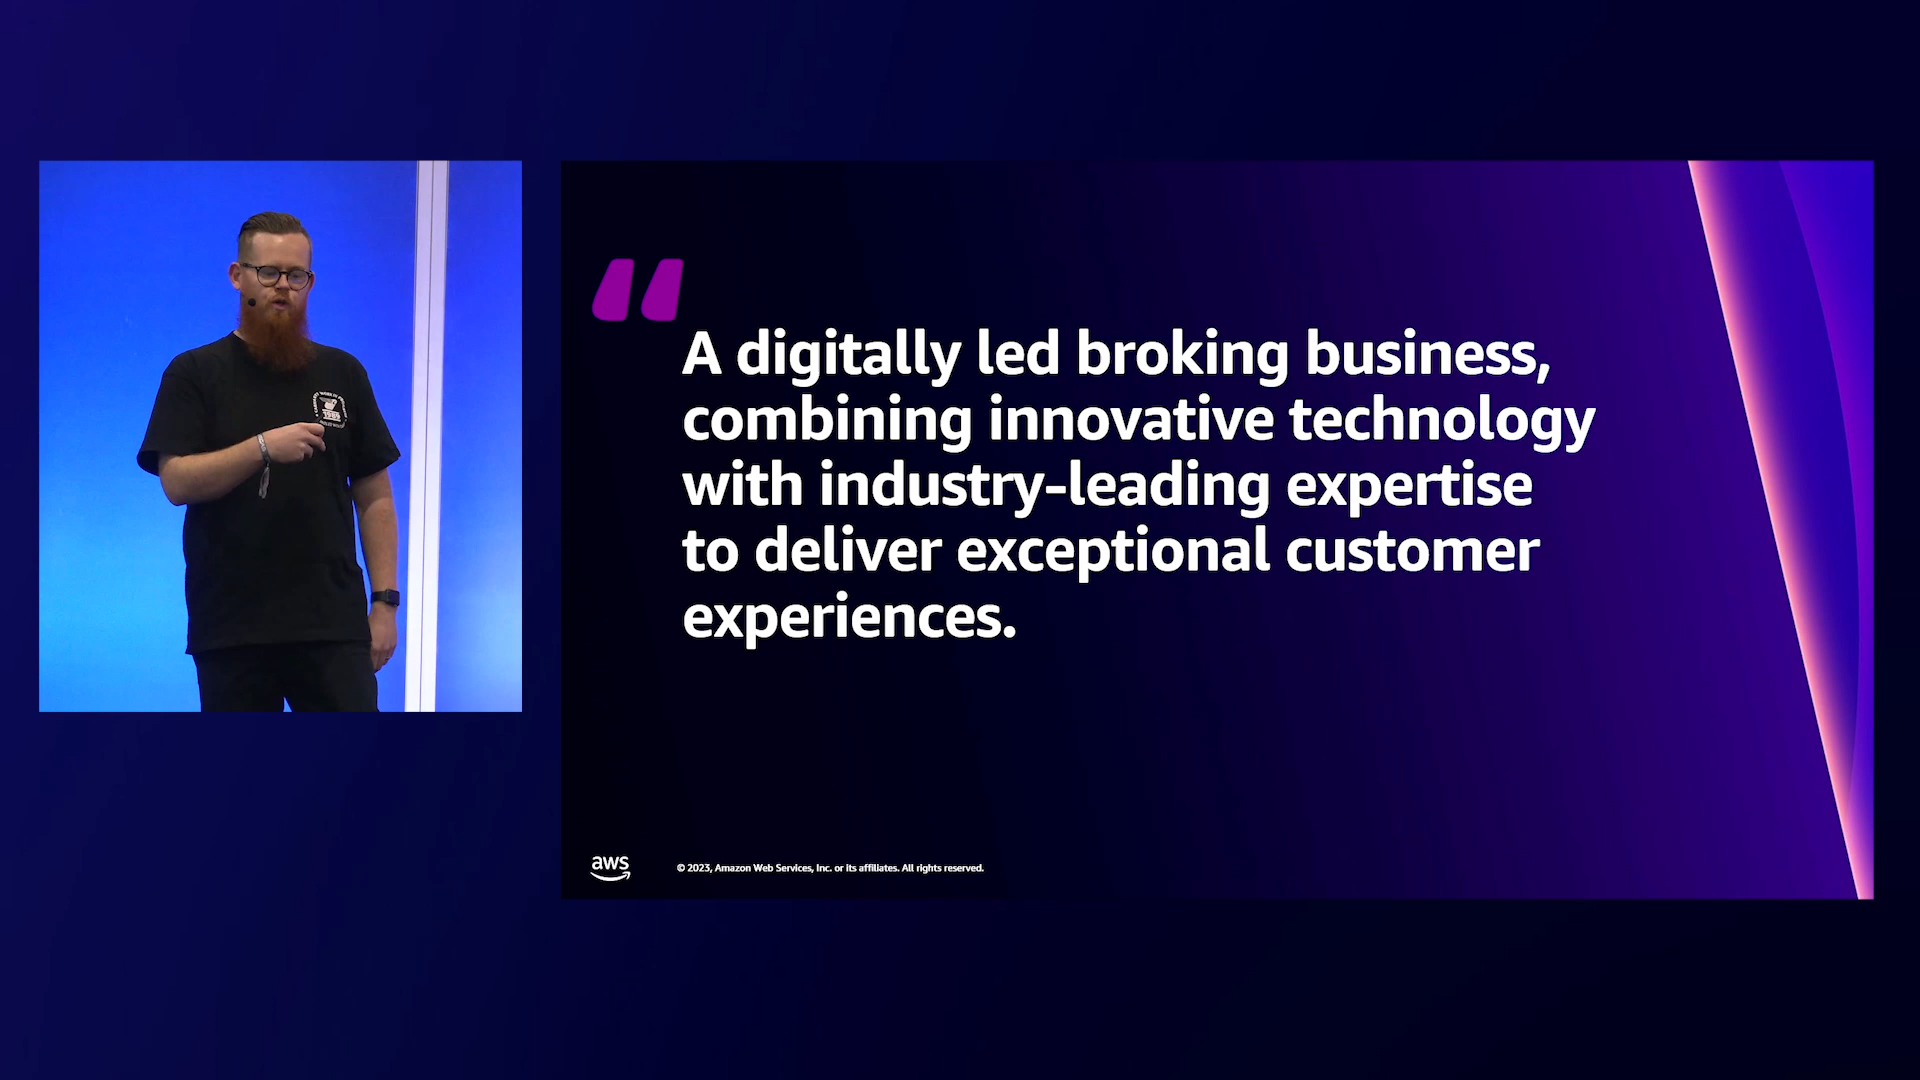 A digitally led broking business,
combining innovative technology
with industry-leading expertise
to deliver exceptional customer
experiences.
aws
© 2023, Amazon Web Services, Inc. or its affiliates. All rights reserved.